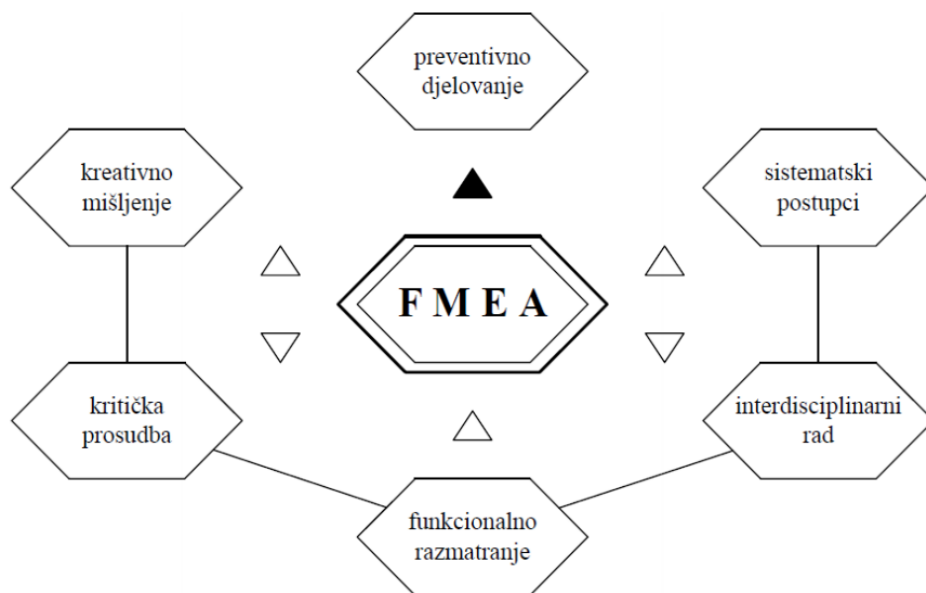 preventivno
djelovanje
kreativno
mišljenje
sistematski
postupci
F M E A
kritička
prosudba
interdisciplinarni
rad
funkcionalno
razmatranje